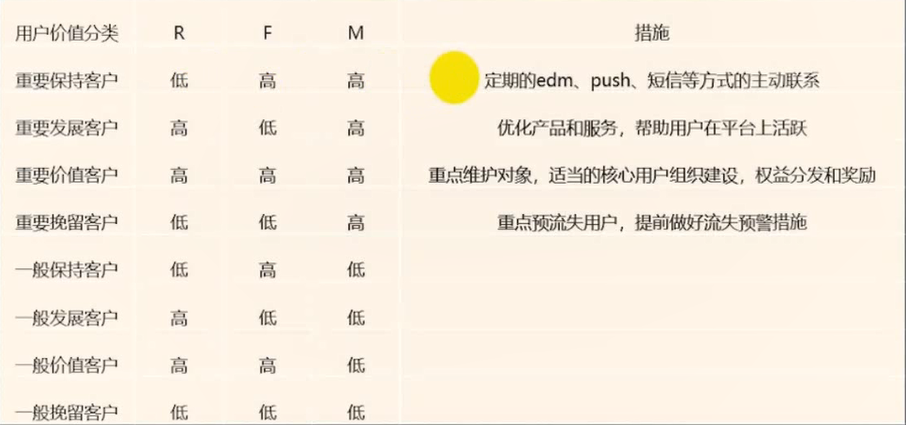 用户价值分类 R F M 措施
重要保持客户 低 高 高 定期的edm、push、短信等方式的主动联系
重要发展客户 高 低 高 优化产品和服务，帮助用户在平台上活跃
重要价值客户 高 高 高 重点维护对象，适当的核心用户组织建设，权益分发和奖励
重要挽留客户 低 低 高 重点预流失用户，提前做好流失预警措施
一般保持客户 低 高 低
一般发展客户 高 低 低
一般价值客户 高 高 低
一般挽留客户 低 低 低